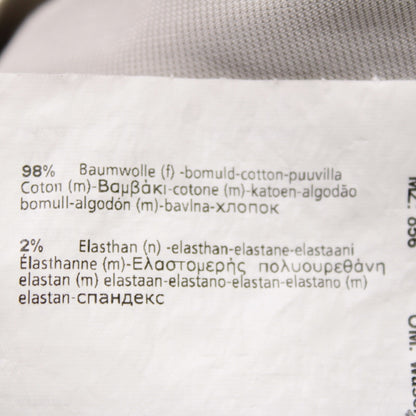 98% Baumwolle (f) -bomuld-cotton-puuvilla
Coton (m)-Βαμβάκι-cotone (m)-katoen-algodão
bomull-algodón (m)-bavlna-хлопок
2% Elasthan (n) -elasthan-elastane-elastaani
Élasthanne (m)-Ελαστομερής πολυουρεθάνη
elastan (m) elastaan-elastano-elastan-elastano (m)
elastan-спандекс